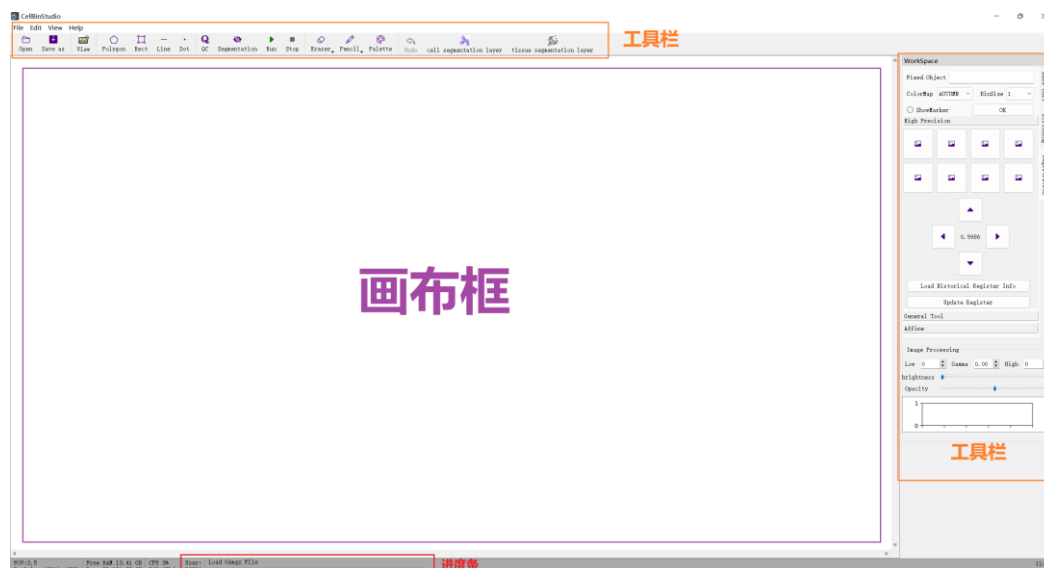 CellBinStudio
File Edit View Help
Open Save as View Polygon Rect Line Dot QC Segmentation Run Stop Eraser Pencil Palette Undo cell segmentation layer tissue segmentation layer
工具栏
WorkSpace
Fixed Object
ColorMap AUTUMN BinSize 1
ShowMarker OK
High Precision
0.9986
画布框
Load Historical Register Info
Update Register
General Tool
Affine
Image Processing
Low 0 Gamma 0.00 High 0
brightness
Opacity
1
0
工具栏
Free RAM 13.41 GB CPU 3% User: Load Gemgz File
进度条